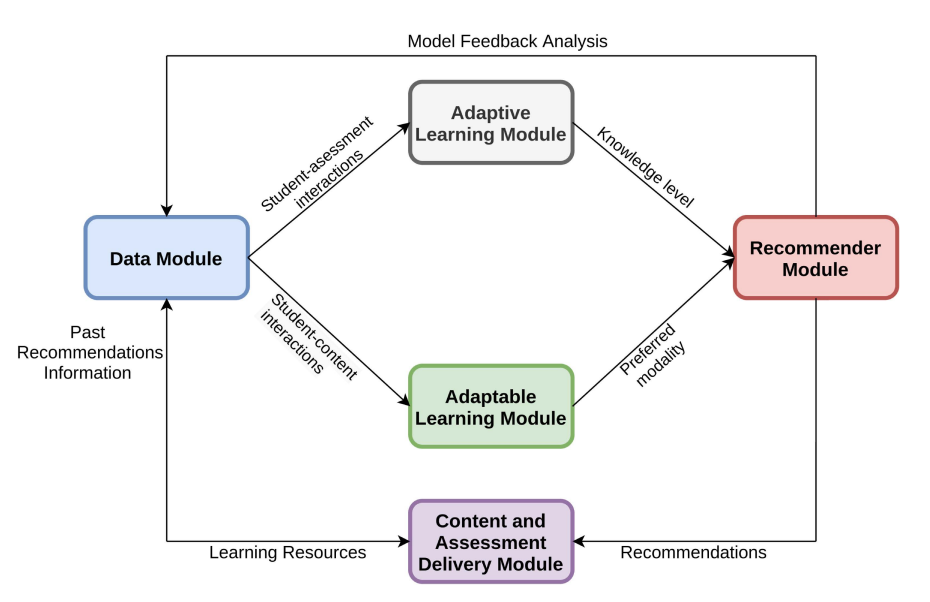 Model Feedback Analysis
Adaptive
Learning Module
Student-asessment
interactions
Knowledge level
Data Module
Recommender
Module
Student-content
interactions
Preferred
modality
Past
Recommendations
Information
Adaptable
Learning Module
Content and
Assessment
Delivery Module
Learning Resources
Recommendations